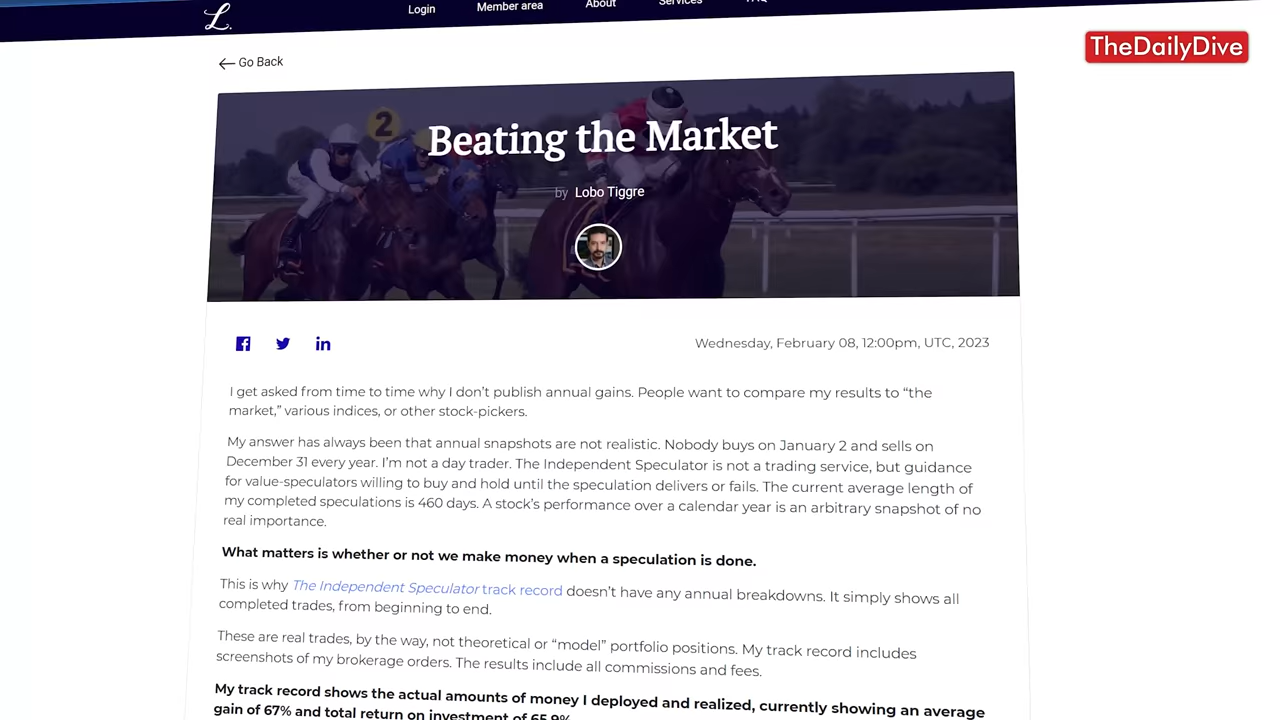 Login Member area About Services FAQ
L.
TheDailyDive
Go Back
2
Beating the Market
by Lobo Tiggre
Wednesday, February 08, 12:00pm, UTC, 2023
I get asked from time to time why I don’t publish annual gains. People want to compare my results to “the
market,” various indices, or other stock-pickers.
My answer has always been that annual snapshots are not realistic. Nobody buys on January 2 and sells on
December 31 every year. I’m not a day trader. The Independent Speculator is not a trading service, but guidance
for value-speculators willing to buy and hold until the speculation delivers or fails. The current average length of
my completed speculations is 460 days. A stock’s performance over a calendar year is an arbitrary snapshot of no
real importance.
What matters is whether or not we make money when a speculation is done.
This is why The Independent Speculator track record doesn’t have any annual breakdowns. It simply shows all
completed trades, from beginning to end.
These are real trades, by the way, not theoretical or “model” portfolio positions. My track record includes
screenshots of my brokerage orders. The results include all commissions and fees.
My track record shows the actual amounts of money I deployed and realized, currently showing an average
gain of 67% and total return on investment of 65.9%